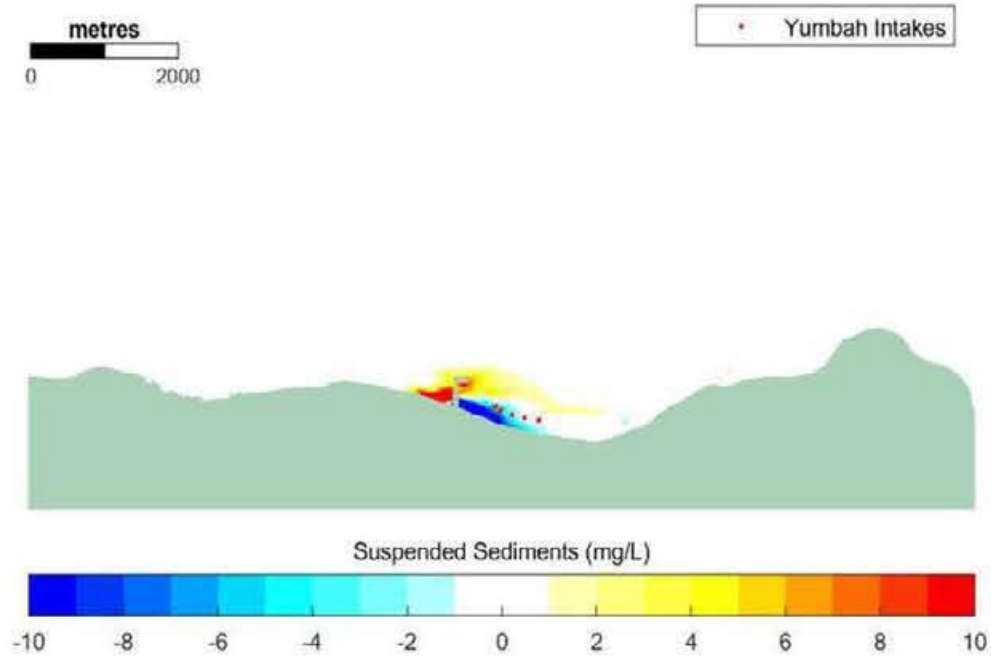 metres
0 2000
Yumbah Intakes
Suspended Sediments (mg/L)
-10 -8 -6 -4 -2 0 2 4 6 8 10